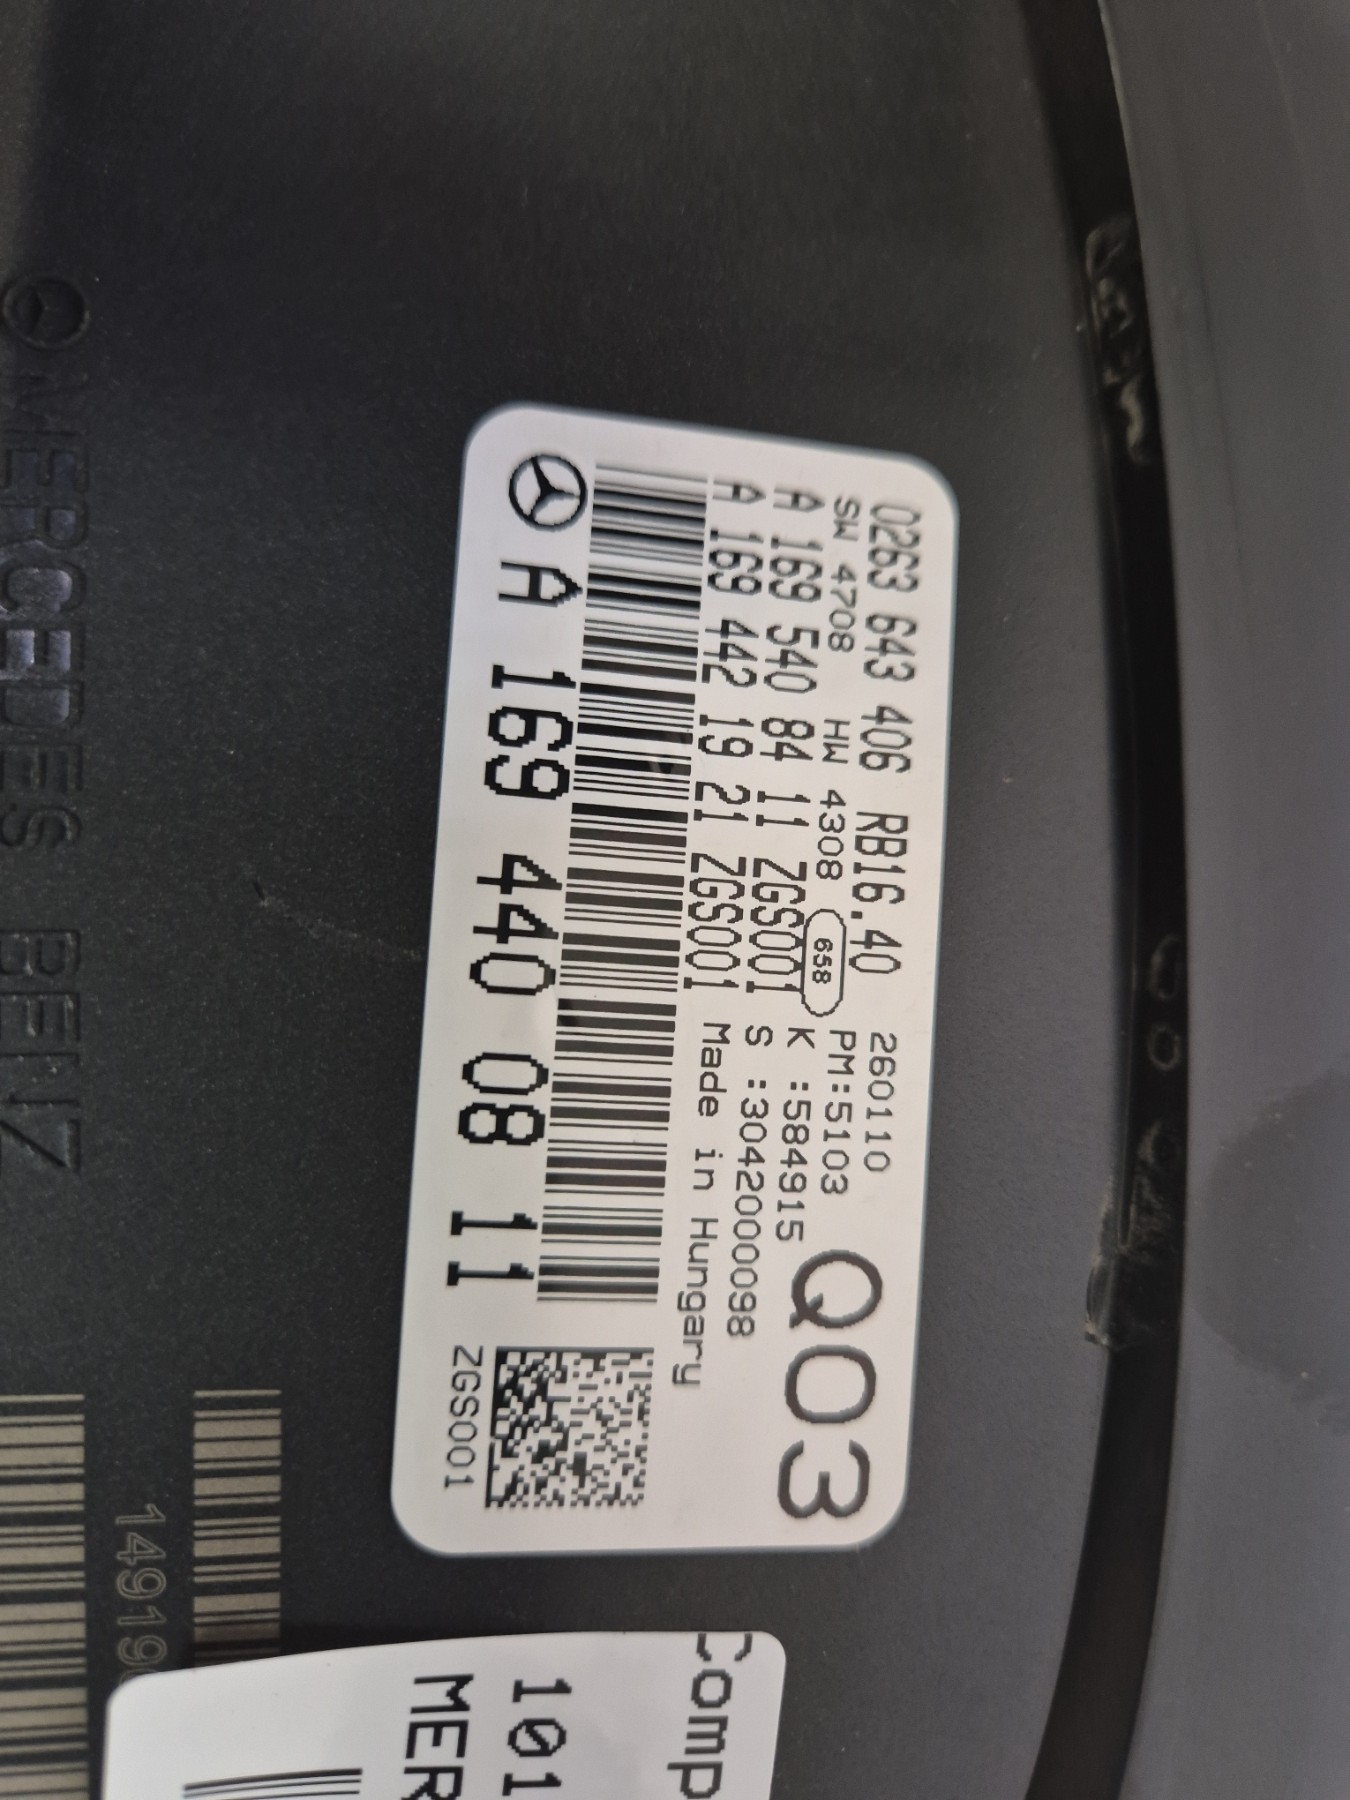 0263 643 406 RB16.40
SW 4708 HW 4308 658
A 169 540 84 11 ZGS001
A 169 442 19 21 ZGS001
260110
PM:5103
K :584915
S :3042000098
Made in Hungary
Q03
A 169 440 08 11
ZGS001
MERCEDES BENZ
Comp
101
MER